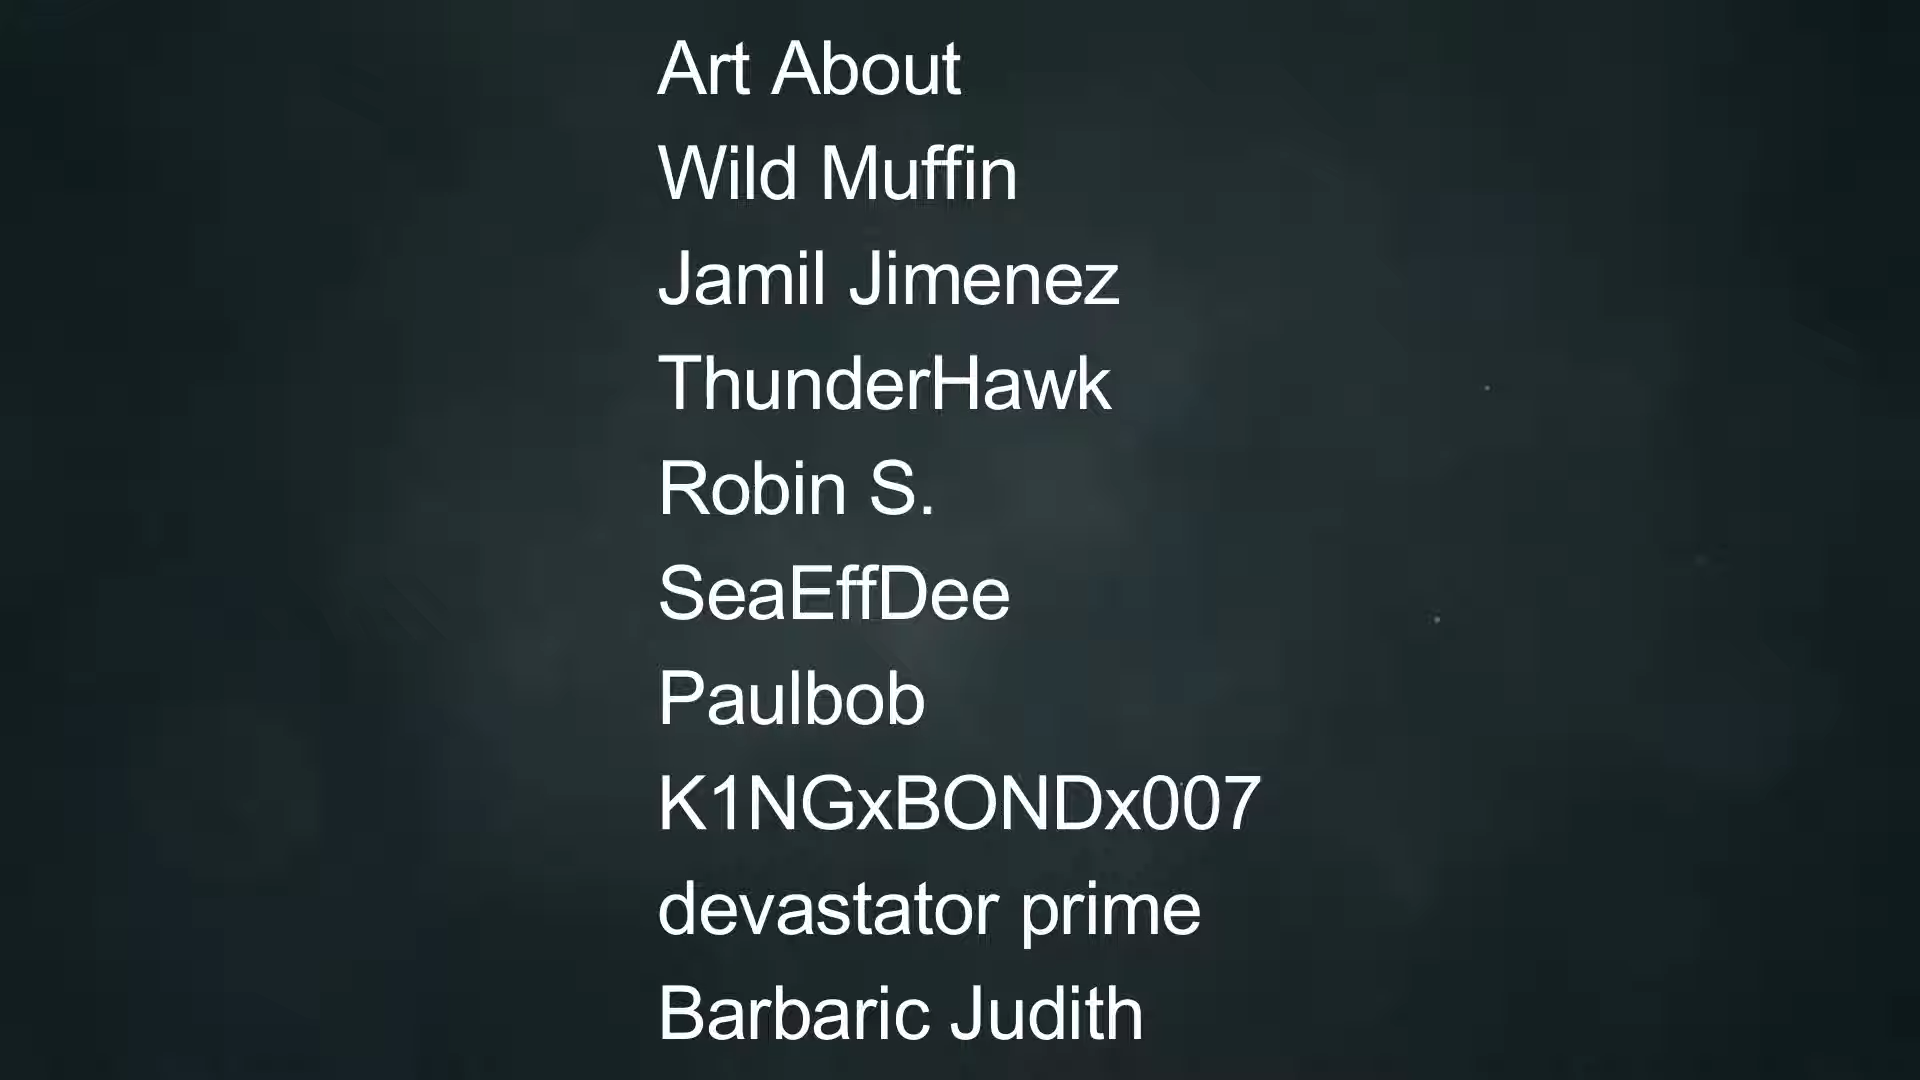 Art About
Wild Muffin
Jamil Jimenez
ThunderHawk
Robin S.
SeaEffDee
Paulbob
K1NGxBONDx007
devastator prime
Barbaric Judith